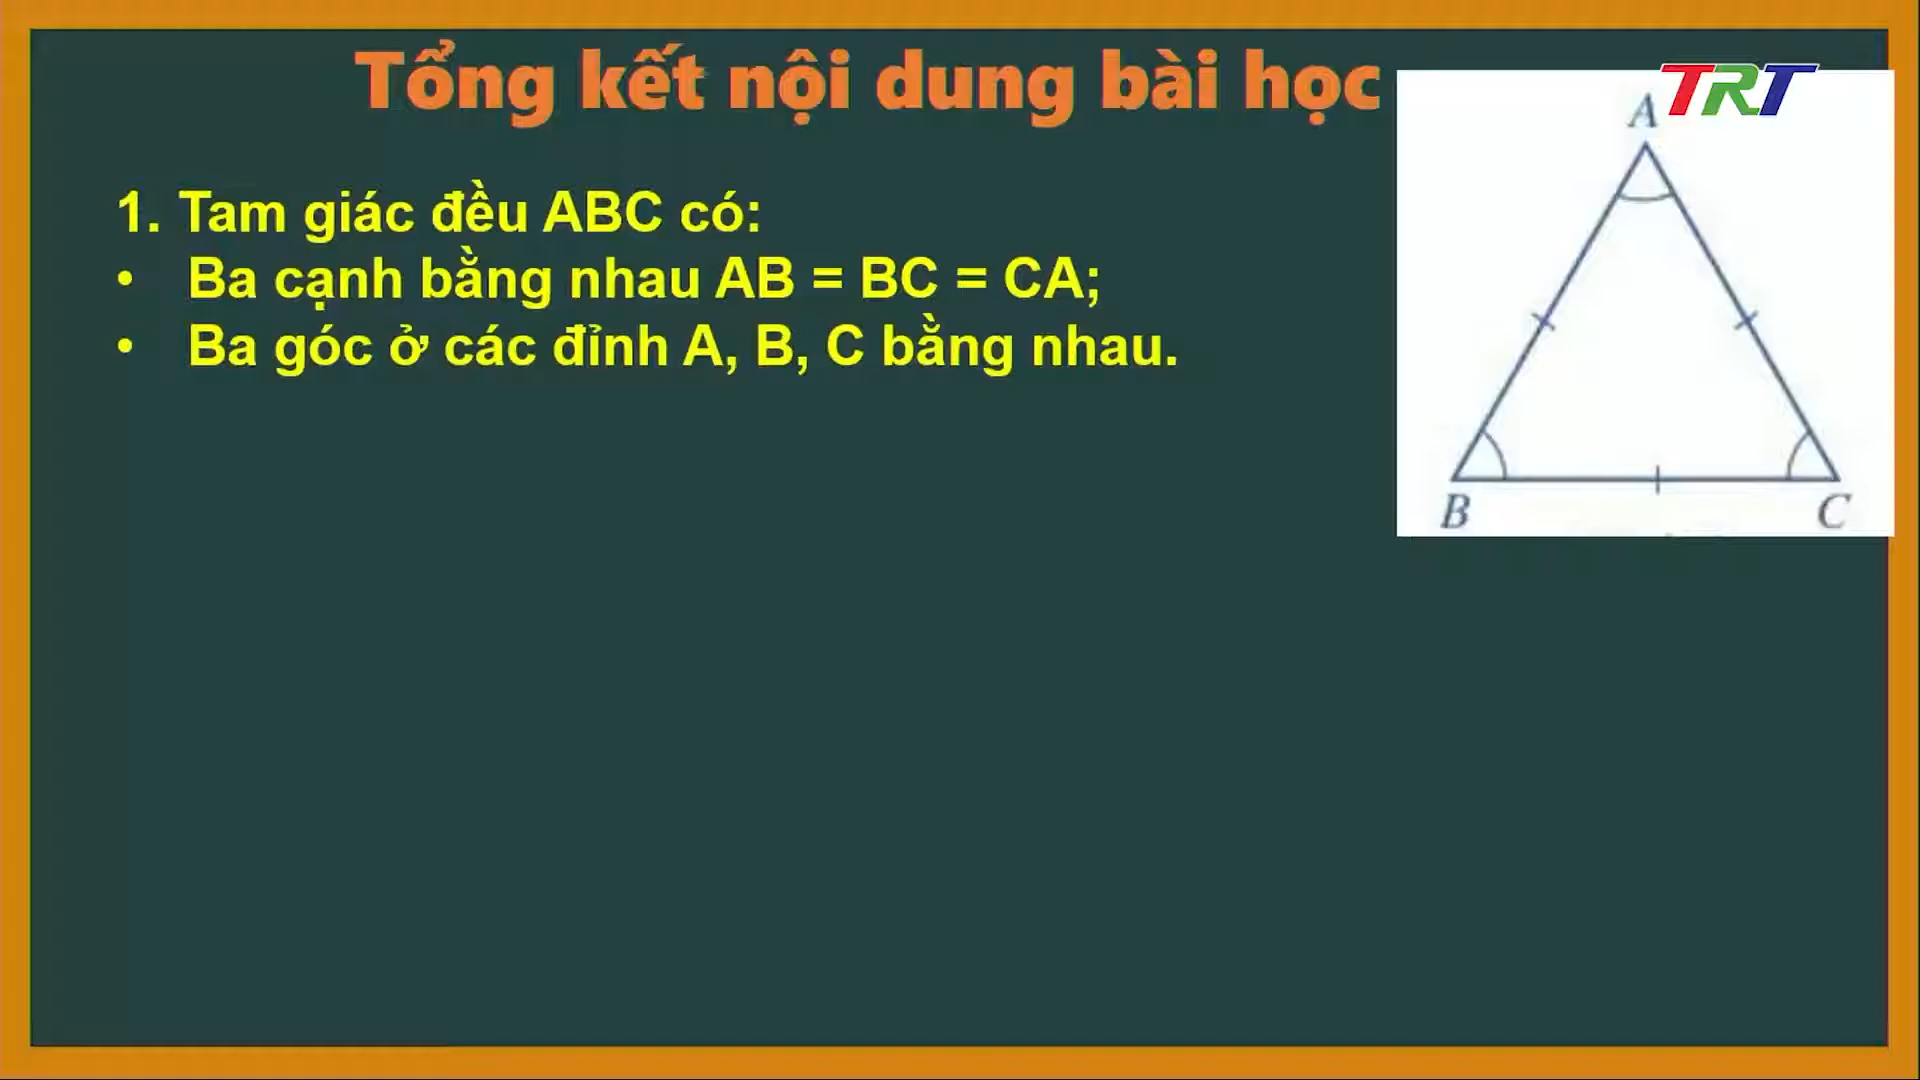 Tổng kết nội dung bài học
TRT
A
1. Tam giác đều ABC có:
• Ba cạnh bằng nhau AB = BC = CA;
• Ba góc ở các đỉnh A, B, C bằng nhau.
B
C